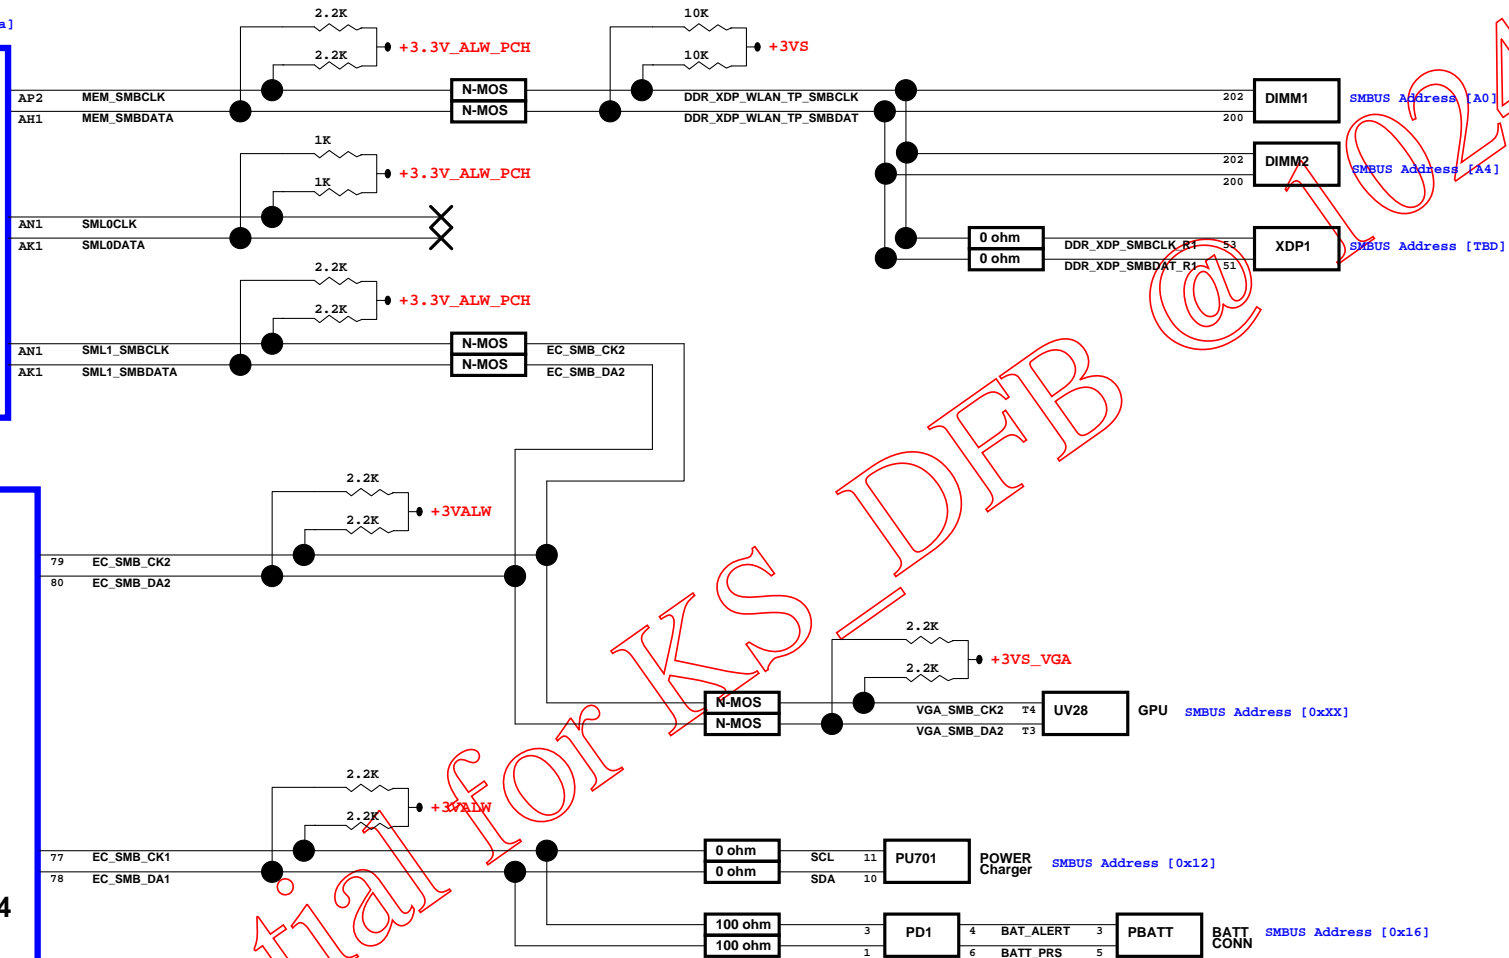 a]
2.2K
2.2K
+3.3V_ALW_PCH
10K
10K
+3VS
AP2 MEM_SMBCLK N-MOS DDR_XDP_WLAN_TP_SMBCLK 202 DIMM1 SMBUS Address [A0]
AH1 MEM_SMBDATA N-MOS DDR_XDP_WLAN_TP_SMBDAT 200
1K
1K
+3.3V_ALW_PCH
202 DIMM2 SMBUS Address [A4]
200
AN1 SML0CLK
AK1 SML0DATA
0 ohm DDR_XDP_SMBCLK_R1 53 XDP1 SMBUS Address [TBD]
0 ohm DDR_XDP_SMBDAT_R1 51
2.2K
2.2K
+3.3V_ALW_PCH
AN1 SML1_SMBCLK N-MOS EC_SMB_CK2
AK1 SML1_SMBDATA N-MOS EC_SMB_DA2
2.2K
2.2K
+3VALW
79 EC_SMB_CK2
80 EC_SMB_DA2
2.2K
2.2K
+3VS_VGA
N-MOS VGA_SMB_CK2 T4 UV28 GPU SMBUS Address [0xXX]
N-MOS VGA_SMB_DA2 T3
2.2K
2.2K
+3VALW
77 EC_SMB_CK1 0 ohm SCL 11 PU701 POWER Charger SMBUS Address [0x12]
78 EC_SMB_DA1 0 ohm SDA 10
4
100 ohm 3 PD1 4 BAT_ALERT 3 PBATT BATT CONN SMBUS Address [0x16]
100 ohm 1 6 BATT_PRS 5
tial for KS_DFB @ 1024